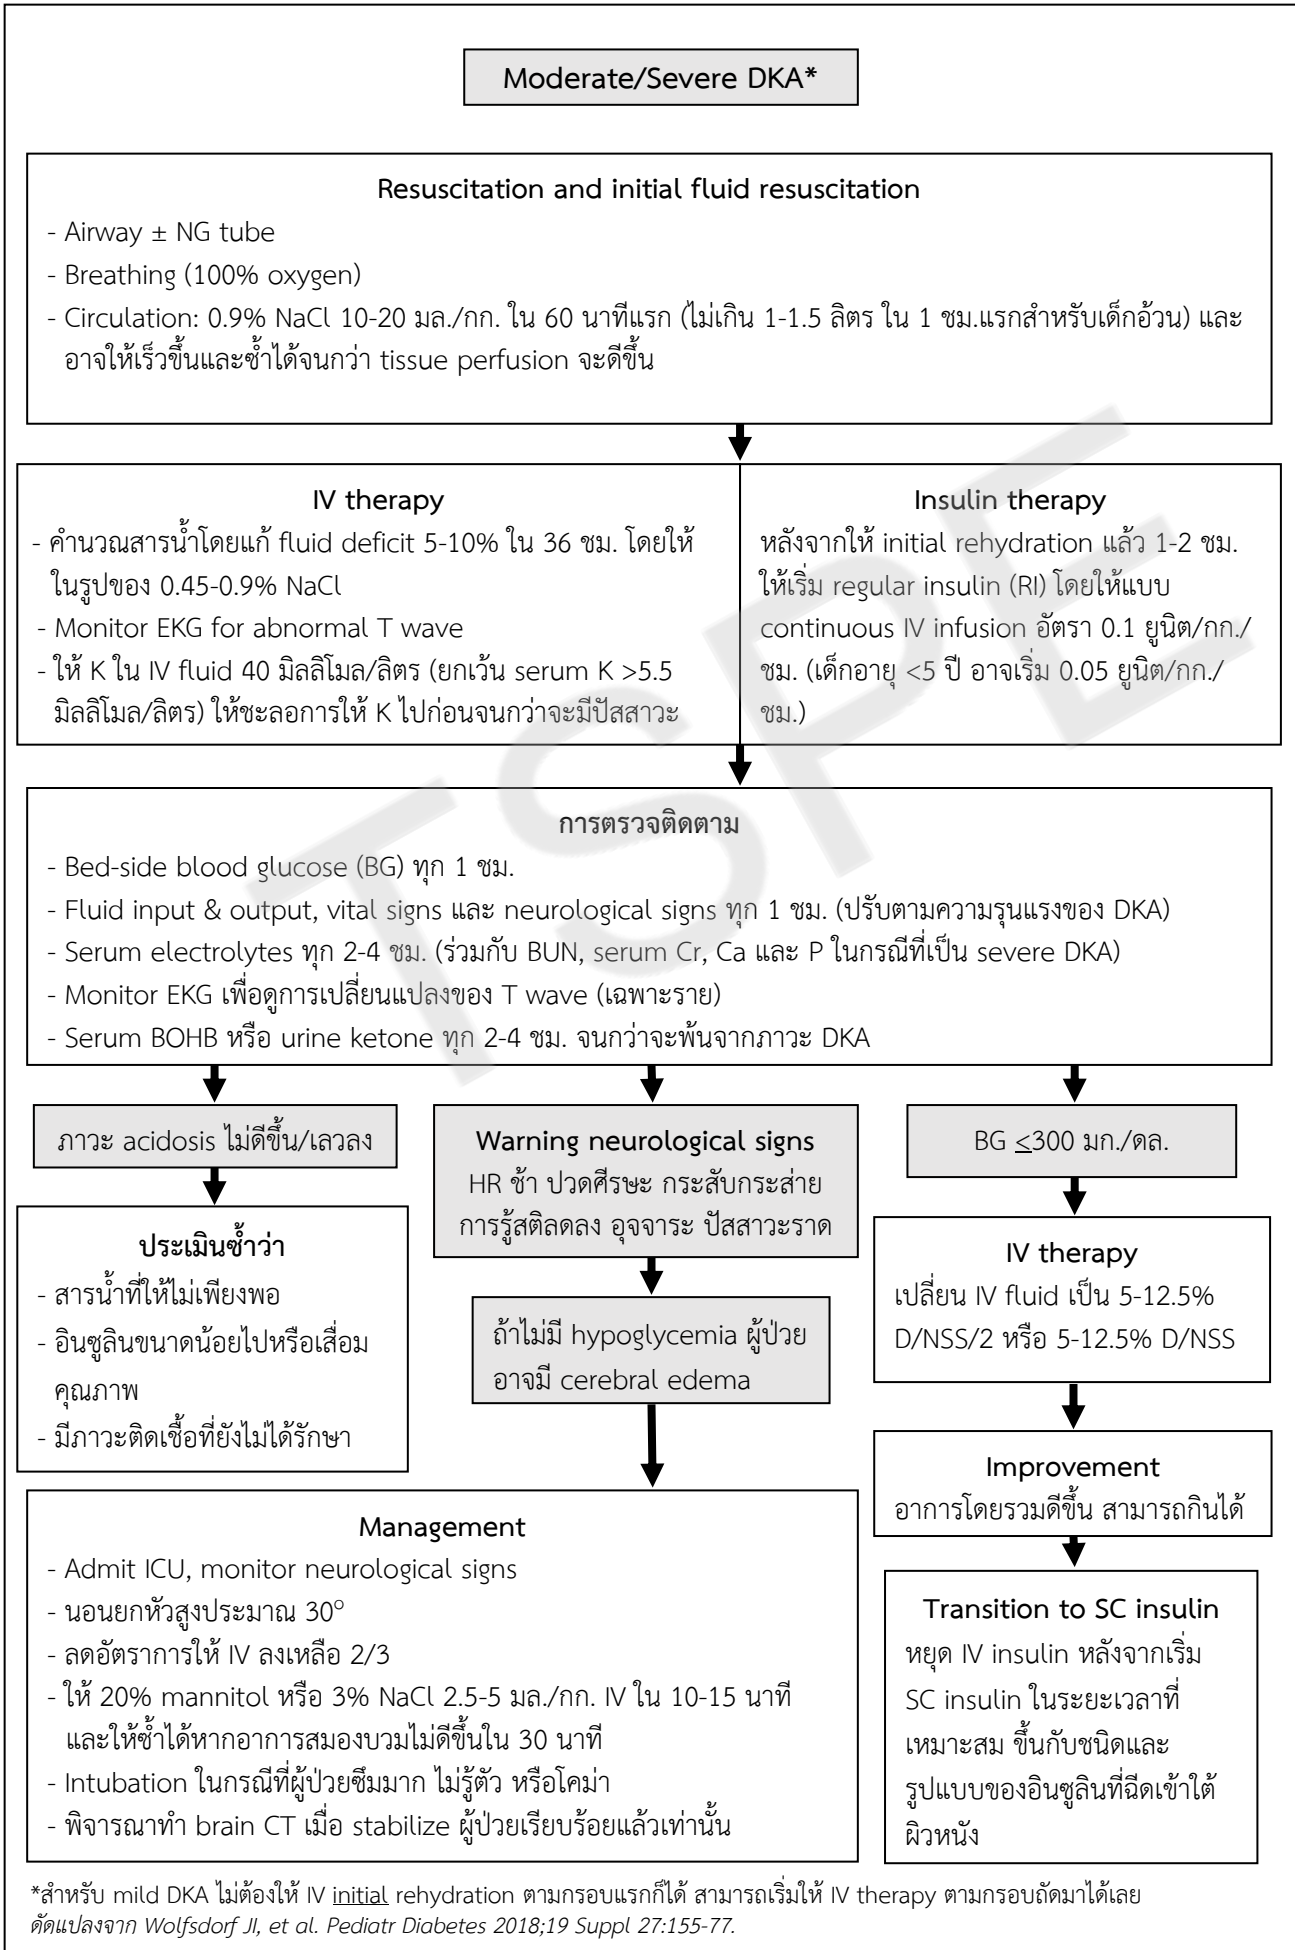 Moderate/Severe DKA*
Resuscitation and initial fluid resuscitation
- Airway ± NG tube
- Breathing (100% oxygen)
- Circulation: 0.9% NaCl 10-20 มล./กก. ใน 60 นาทีแรก (ไม่เกิน 1-1.5 ลิตร ใน 1 ชม.แรกสำหรับเด็กอ้วน) และ
อาจให้เร็วขึ้นและซ้ำได้จนกว่า tissue perfusion จะดีขึ้น
IV therapy
- คำนวณสารน้ำโดยแก้ fluid deficit 5-10% ใน 36 ชม. โดยให้
ในรูปของ 0.45-0.9% NaCl
- Monitor EKG for abnormal T wave
- ให้ K ใน IV fluid 40 มิลลิโมล/ลิตร (ยกเว้น serum K >5.5
มิลลิโมล/ลิตร) ให้ชะลอการให้ K ไปก่อนจนกว่าจะมีปัสสาวะ
Insulin therapy
หลังจากให้ initial rehydration แล้ว 1-2 ชม.
ให้เริ่ม regular insulin (RI) โดยให้แบบ
continuous IV infusion อัตรา 0.1 ยูนิต/กก./
ชม. (เด็กอายุ <5 ปี อาจเริ่ม 0.05 ยูนิต/กก./
ชม.)
การตรวจติดตาม
- Bed-side blood glucose (BG) ทุก 1 ชม.
- Fluid input & output, vital signs และ neurological signs ทุก 1 ชม. (ปรับตามความรุนแรงของ DKA)
- Serum electrolytes ทุก 2-4 ชม. (ร่วมกับ BUN, serum Cr, Ca และ P ในกรณีที่เป็น severe DKA)
- Monitor EKG เพื่อดูการเปลี่ยนแปลงของ T wave (เฉพาะราย)
- Serum BOHB หรือ urine ketone ทุก 2-4 ชม. จนกว่าจะพ้นจากภาวะ DKA
TSPE
ภาวะ acidosis ไม่ดีขึ้น/เลวลง
ประเมินซ้ำว่า
- สารน้ำที่ให้ไม่เพียงพอ
- อินซูลินขนาดน้อยไปหรือเสื่อม
คุณภาพ
- มีภาวะติดเชื้อที่ยังไม่ได้รักษา
Warning neurological signs
HR ช้า ปวดศีรษะ กระสับกระส่าย
การรู้สติลดลง อุจจาระ ปัสสาวะราด
ถ้าไม่มี hypoglycemia ผู้ป่วย
อาจมี cerebral edema
Management
- Admit ICU, monitor neurological signs
- นอนยกหัวสูงประมาณ 30°
- ลดอัตราการให้ IV ลงเหลือ 2/3
- ให้ 20% mannitol หรือ 3% NaCl 2.5-5 มล./กก. IV ใน 10-15 นาที
และให้ซ้ำได้หากอาการสมองบวมไม่ดีขึ้นใน 30 นาที
- Intubation ในกรณีที่ผู้ป่วยซึมมาก ไม่รู้ตัว หรือโคม่า
- พิจารณาทำ brain CT เมื่อ stabilize ผู้ป่วยเรียบร้อยแล้วเท่านั้น
BG ≤300 มก./ดล.
IV therapy
เปลี่ยน IV fluid เป็น 5-12.5%
D/NSS/2 หรือ 5-12.5% D/NSS
Improvement
อาการโดยรวมดีขึ้น สามารถกินได้
Transition to SC insulin
หยุด IV insulin หลังจากเริ่ม
SC insulin ในระยะเวลาที่
เหมาะสม ขึ้นกับชนิดและ
รูปแบบของอินซูลินที่ฉีดเข้าใต้
ผิวหนัง
*สำหรับ mild DKA ไม่ต้องให้ IV initial rehydration ตามกรอบแรกก็ได้ สามารถเริ่มให้ IV therapy ตามกรอบถัดมาได้เลย
ดัดแปลงจาก Wolfsdorf JI, et al. Pediatr Diabetes 2018;19 Suppl 27:155-77.